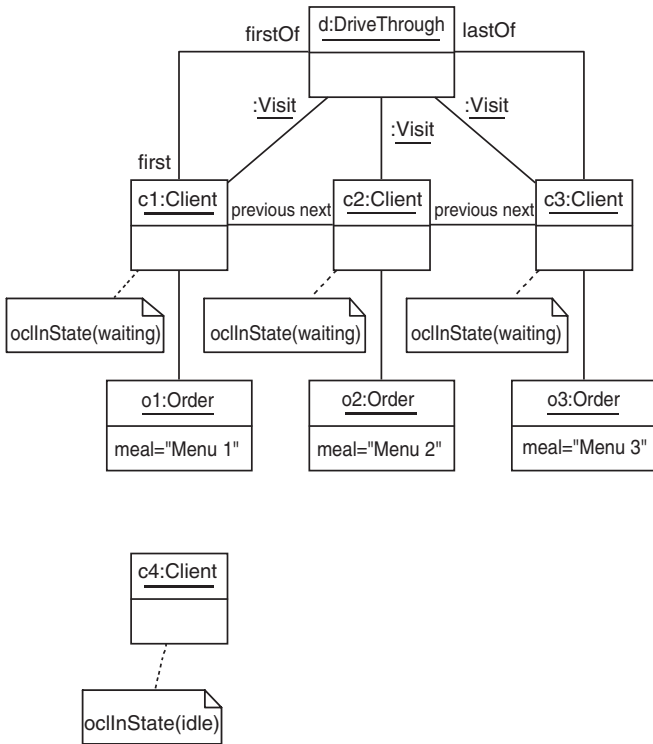 firstOf d:DriveThrough lastOf
:Visit :Visit
:Visit
first
c1:Client previous next c2:Client previous next c3:Client
oclInState(waiting) oclInState(waiting) oclInState(waiting)
o1:Order o2:Order o3:Order
meal="Menu 1" meal="Menu 2" meal="Menu 3"
c4:Client
oclInState(idle)